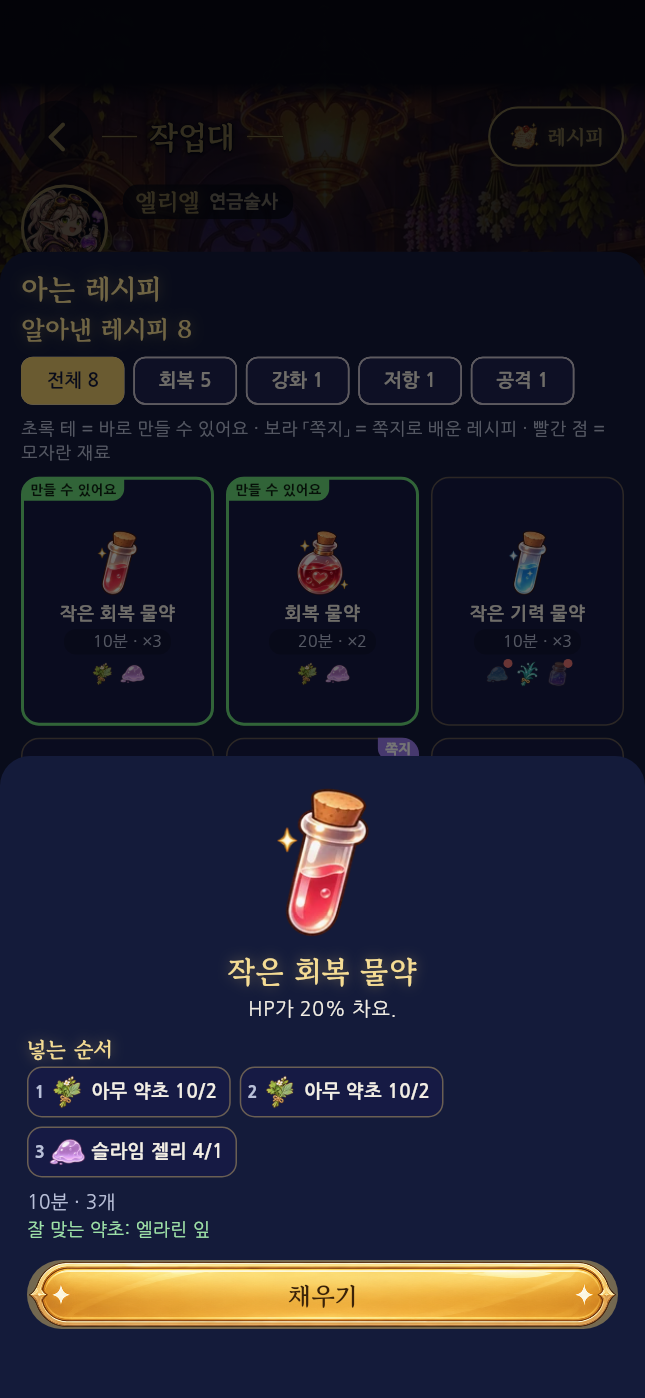 작업대
레시피
엘리엘 연금술사
아는 레시피
알아낸 레시피 8
전체 8
회복 5
강화 1
저항 1
공격 1
초록 테 = 바로 만들 수 있어요 · 보라 「쪽지」 = 쪽지로 배운 레시피 · 빨간 점 =
모자란 재료
만들 수 있어요
만들 수 있어요
작은 회복 물약
회복 물약
작은 기력 물약
10분 · ×3
20분 · ×2
10분 · ×3
쪽지
작은 회복 물약
HP가 20% 차요.
넣는 순서
1 아무 약초 10/2
2 아무 약초 10/2
3 슬라임 젤리 4/1
10분 · 3개
잘 맞는 약초: 엘라린 잎
채우기